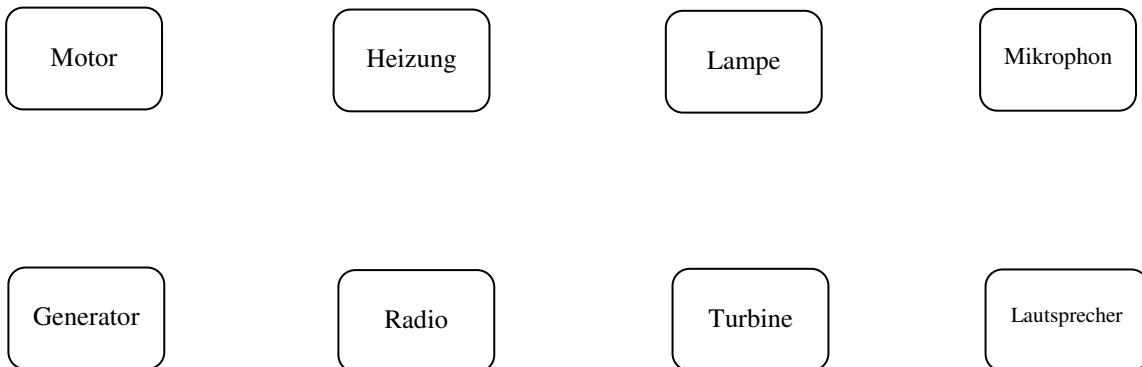 Motor
Heizung
Lampe
Mikrophon
Generator
Radio
Turbine
Lautsprecher